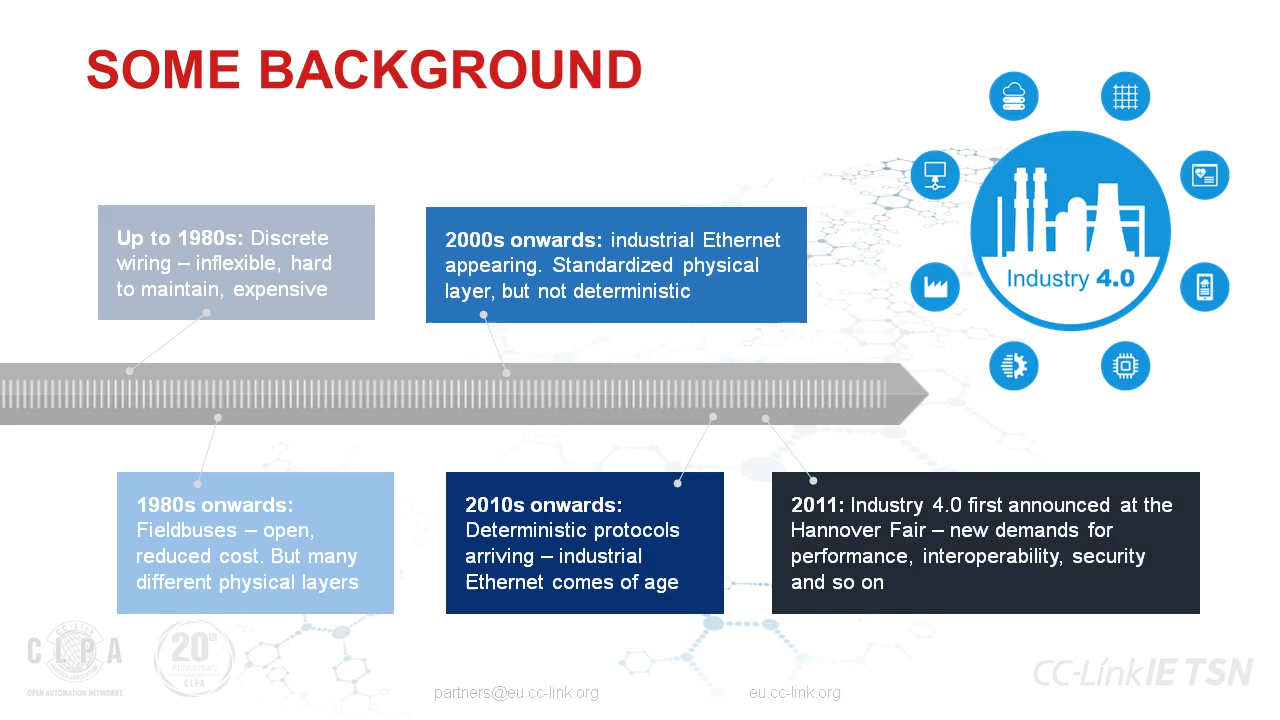 SOME BACKGROUND
Up to 1980s: Discrete
wiring – inflexible, hard
to maintain, expensive
2000s onwards: industrial Ethernet
appearing. Standardized physical
layer, but not deterministic
Industry 4.0
1980s onwards:
Fieldbuses – open,
reduced cost. But many
different physical layers
2010s onwards:
Deterministic protocols
arriving – industrial
Ethernet comes of age
2011: Industry 4.0 first announced at the
Hannover Fair – new demands for
performance, interoperability, security
and so on
CC-Link
CLPA
OPEN AUTOMATION NETWORKS
20th
Anniversary
CLPA
partners@eu.cc-link.org
eu.cc-link.org
CC-Link IE TSN